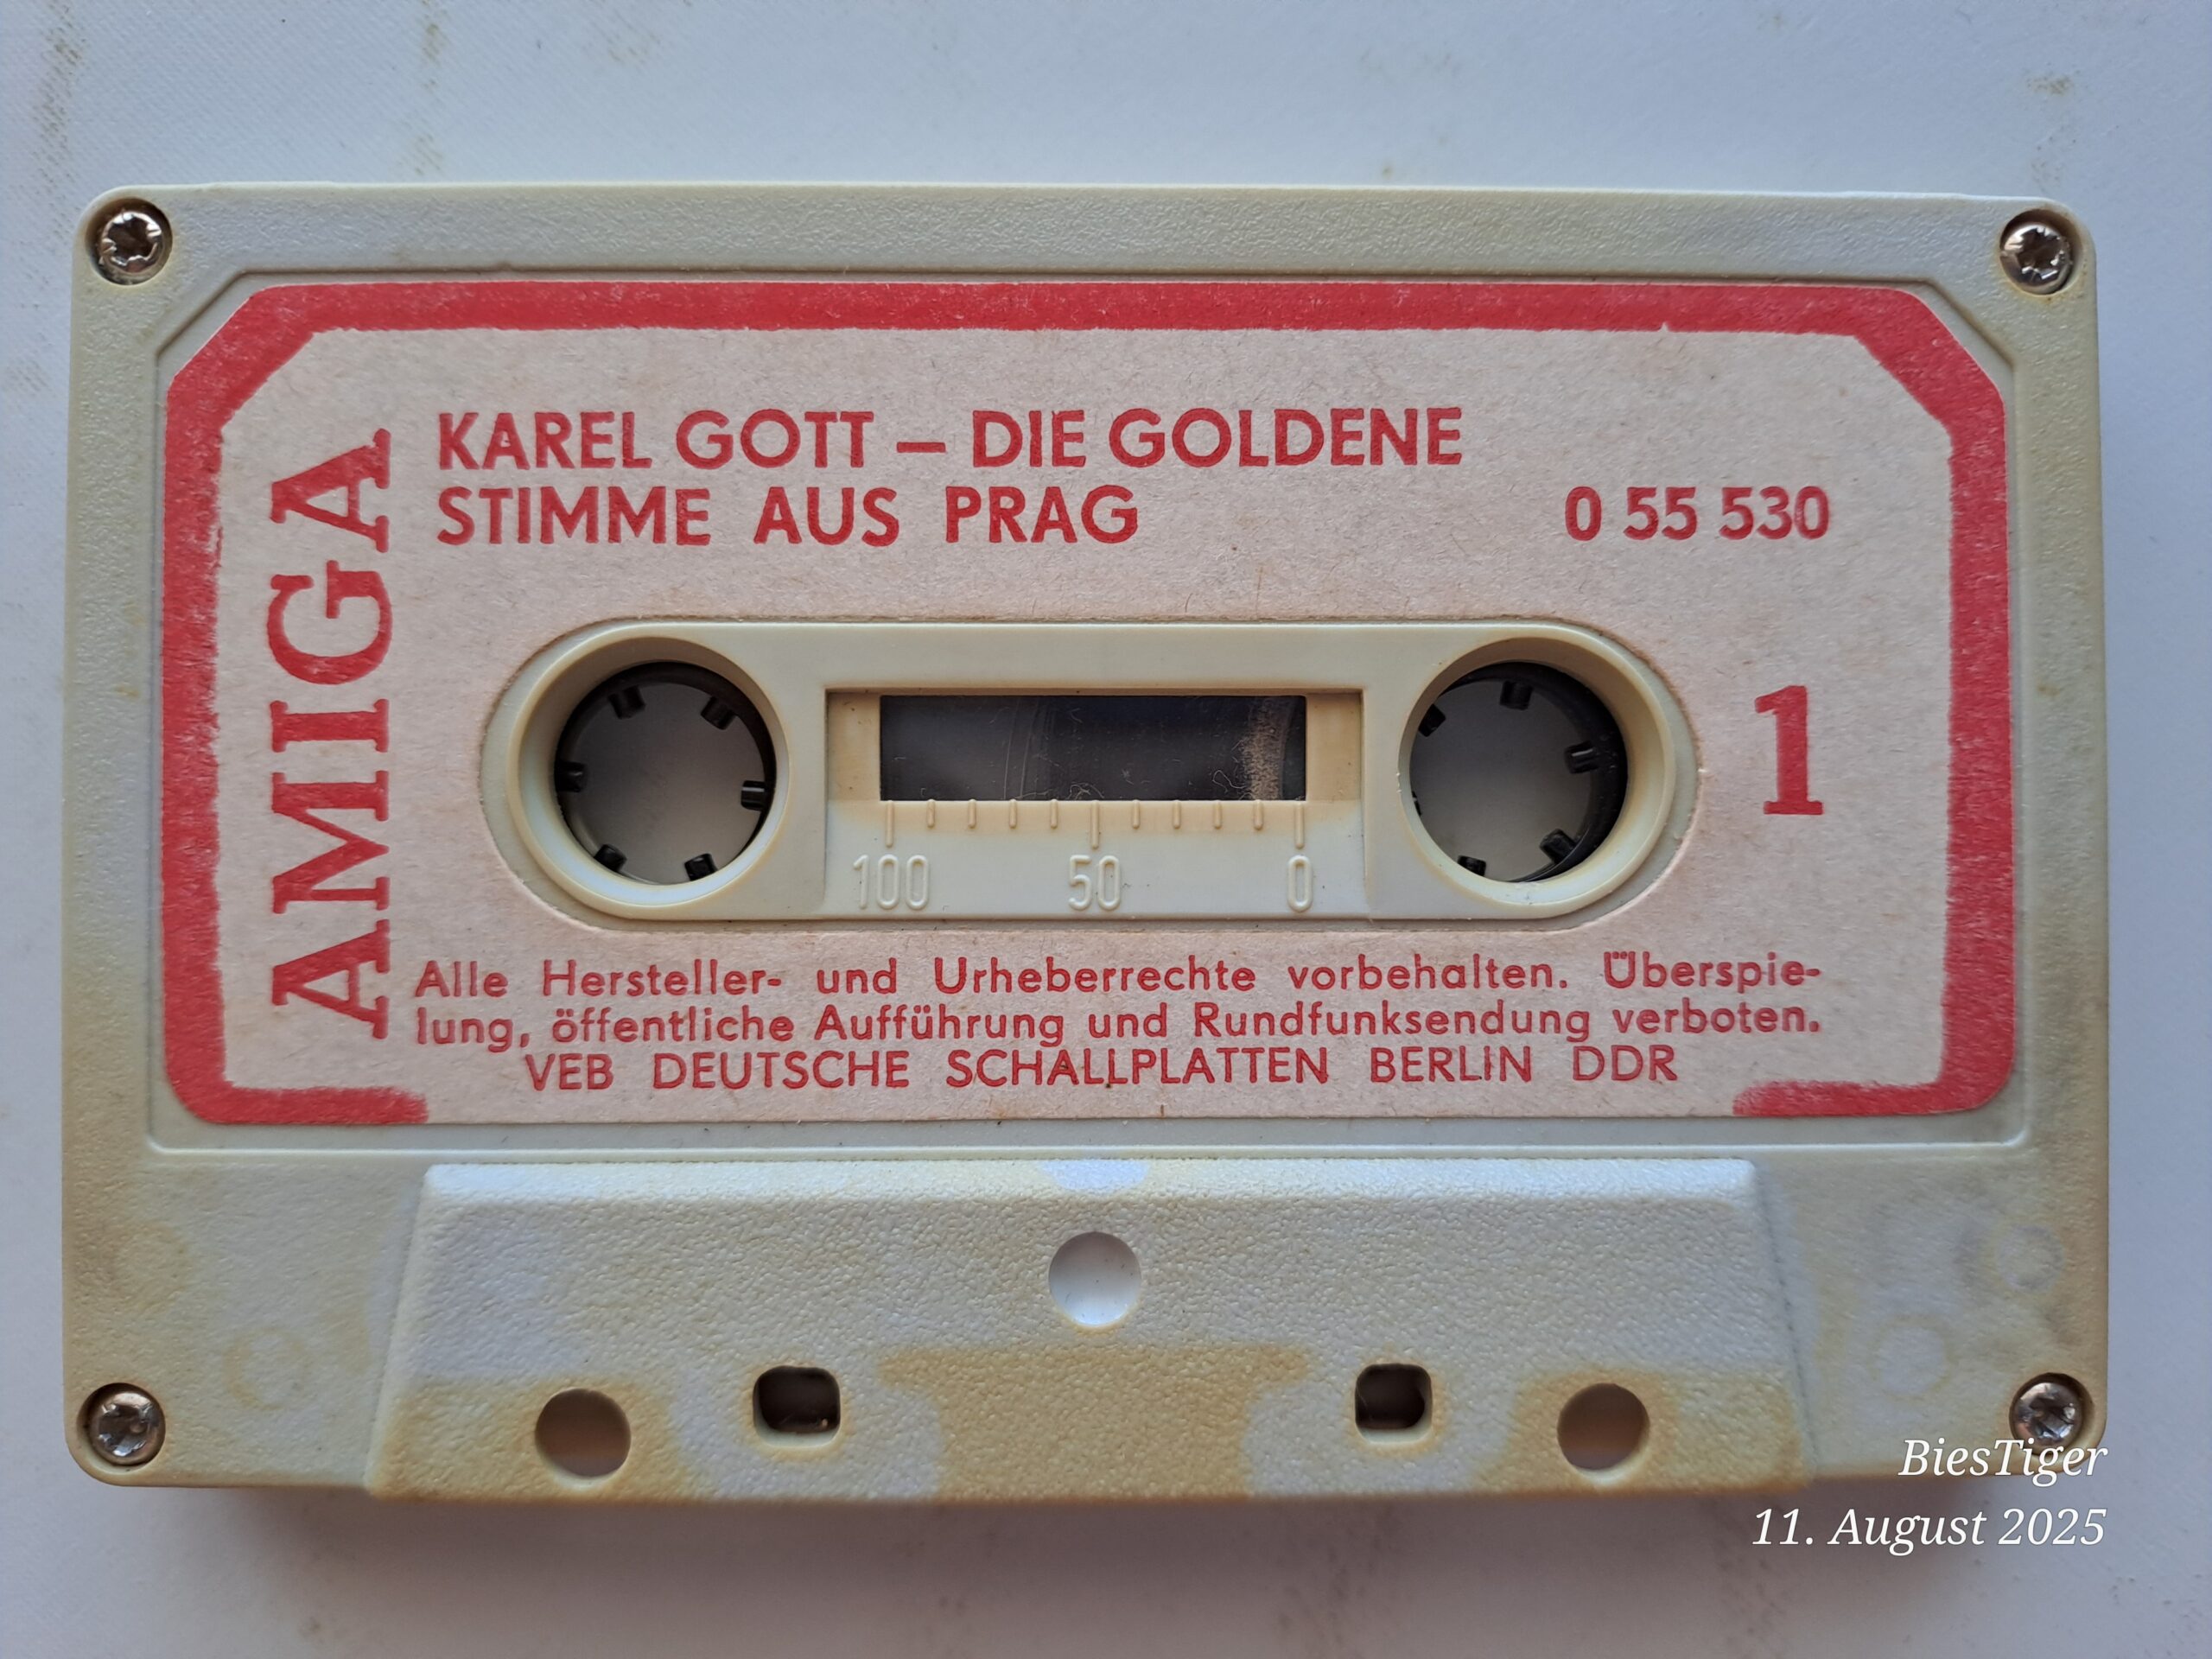 AMIGA
KAREL GOTT – DIE GOLDENE
STIMME AUS PRAG
0 55 530
1
100 50 0
Alle Hersteller- und Urheberrechte vorbehalten. Überspie-
lung, öffentliche Aufführung und Rundfunksendung verboten.
VEB DEUTSCHE SCHALLPLATTEN BERLIN DDR
BiesTiger
11. August 2025